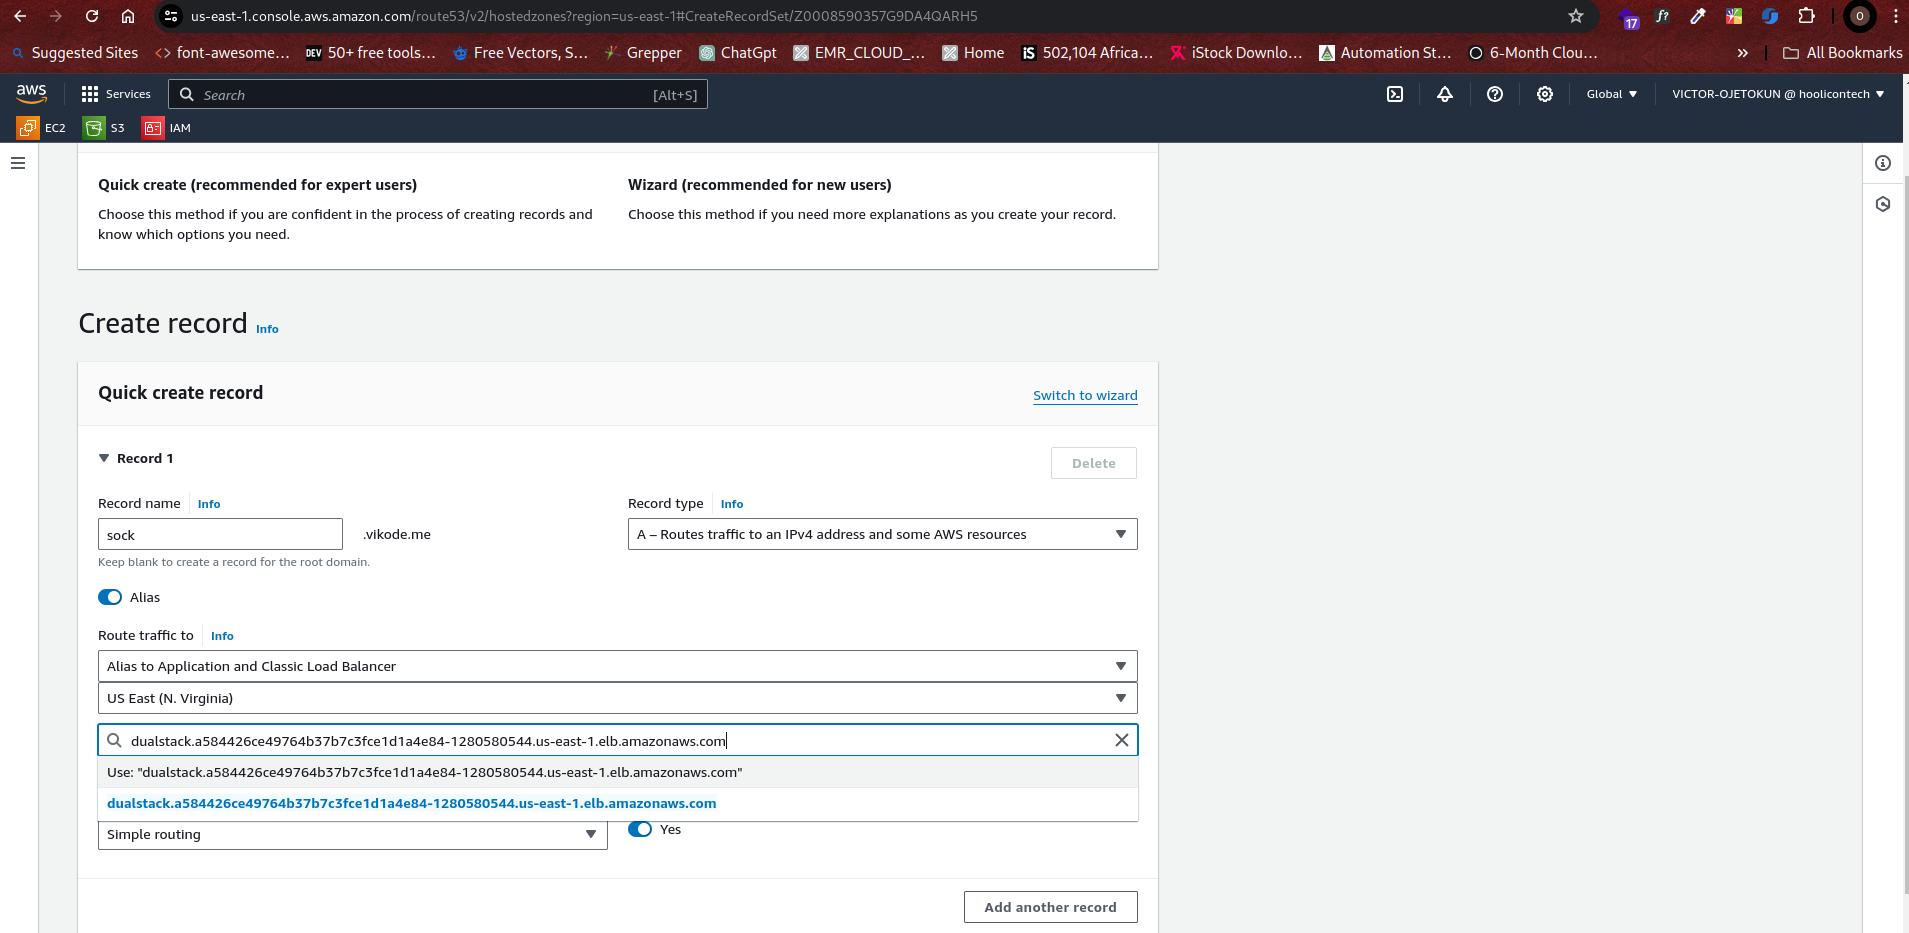 us-east-1.console.aws.amazon.com/route53/v2/hostedzones?region=us-east-1#CreateRecordSet/Z0008590357G9DA4QARH5
17
f?
O
Suggested Sites
font-awesome...
DEV 50+ free tools...
Free Vectors, S...
Grepper
ChatGpt
EMR_CLOUD_...
Home
iS 502,104 Africa...
iStock Downlo...
Automation St...
6-Month Clou...
»
All Bookmarks
aws
Services
Search
[Alt+S]
Global
VICTOR-OJETOKUN @ hoolicontech
EC2
S3
IAM
Quick create (recommended for expert users)
Choose this method if you are confident in the process of creating records and
know which options you need.
Wizard (recommended for new users)
Choose this method if you need more explanations as you create your record.
Create record Info
Quick create record
Switch to wizard
Record 1
Delete
Record name Info
sock
.vikode.me
Keep blank to create a record for the root domain.
Record type Info
A – Routes traffic to an IPv4 address and some AWS resources
Alias
Route traffic to Info
Alias to Application and Classic Load Balancer
US East (N. Virginia)
dualstack.a584426ce49764b37b7c3fce1d1a4e84-1280580544.us-east-1.elb.amazonaws.com
Use: "dualstack.a584426ce49764b37b7c3fce1d1a4e84-1280580544.us-east-1.elb.amazonaws.com"
dualstack.a584426ce49764b37b7c3fce1d1a4e84-1280580544.us-east-1.elb.amazonaws.com
Simple routing
Yes
Add another record